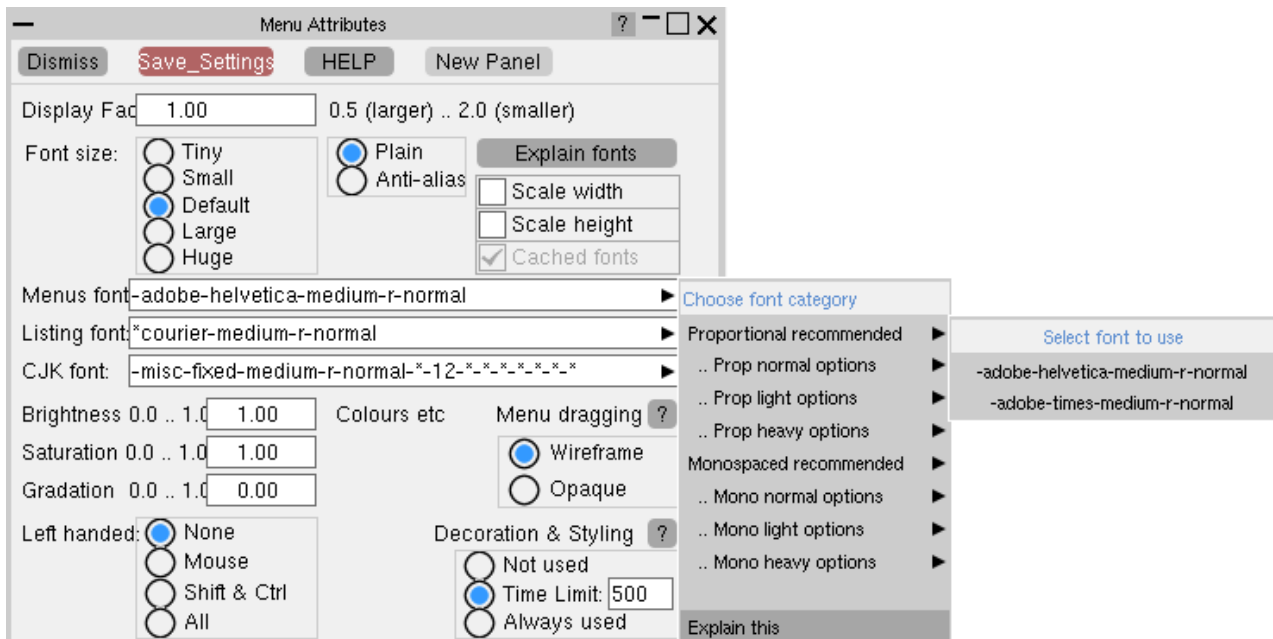 Menu Attributes ?
Dismiss Save_Settings HELP New Panel
Display Fac 1.00 0.5 (larger) .. 2.0 (smaller)
Font size:
Tiny
Small
Default
Large
Huge
Plain
Anti-alias
Explain fonts
Scale width
Scale height
Cached fonts
Menus font -adobe-helvetica-medium-r-normal
Listing font: *courier-medium-r-normal
CJK font: -misc-fixed-medium-r-normal-*-12-*-*-*-*-*-*
Brightness 0.0 .. 1.0 1.00
Saturation 0.0 .. 1.0 1.00
Gradation 0.0 .. 1.0 0.00
Colours etc
Menu dragging ?
Wireframe
Opaque
Left handed:
None
Mouse
Shift & Ctrl
All
Decoration & Styling ?
Not used
Time Limit: 500
Always used
Choose font category
Proportional recommended
.. Prop normal options
.. Prop light options
.. Prop heavy options
Monospaced recommended
.. Mono normal options
.. Mono light options
.. Mono heavy options
Explain this
Select font to use
-adobe-helvetica-medium-r-normal
-adobe-times-medium-r-normal